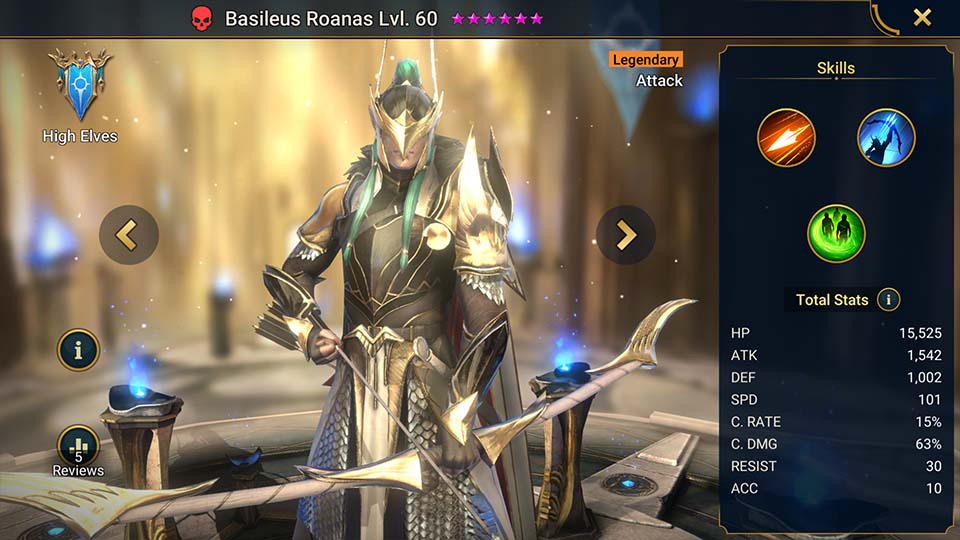 Basileus Roanas Lvl. 60
Legendary
Attack
High Elves
Skills
Total Stats i
HP 15,525
ATK 1,542
DEF 1,002
SPD 101
C. RATE 15%
C. DMG 63%
RESIST 30
ACC 10
i
5
Reviews